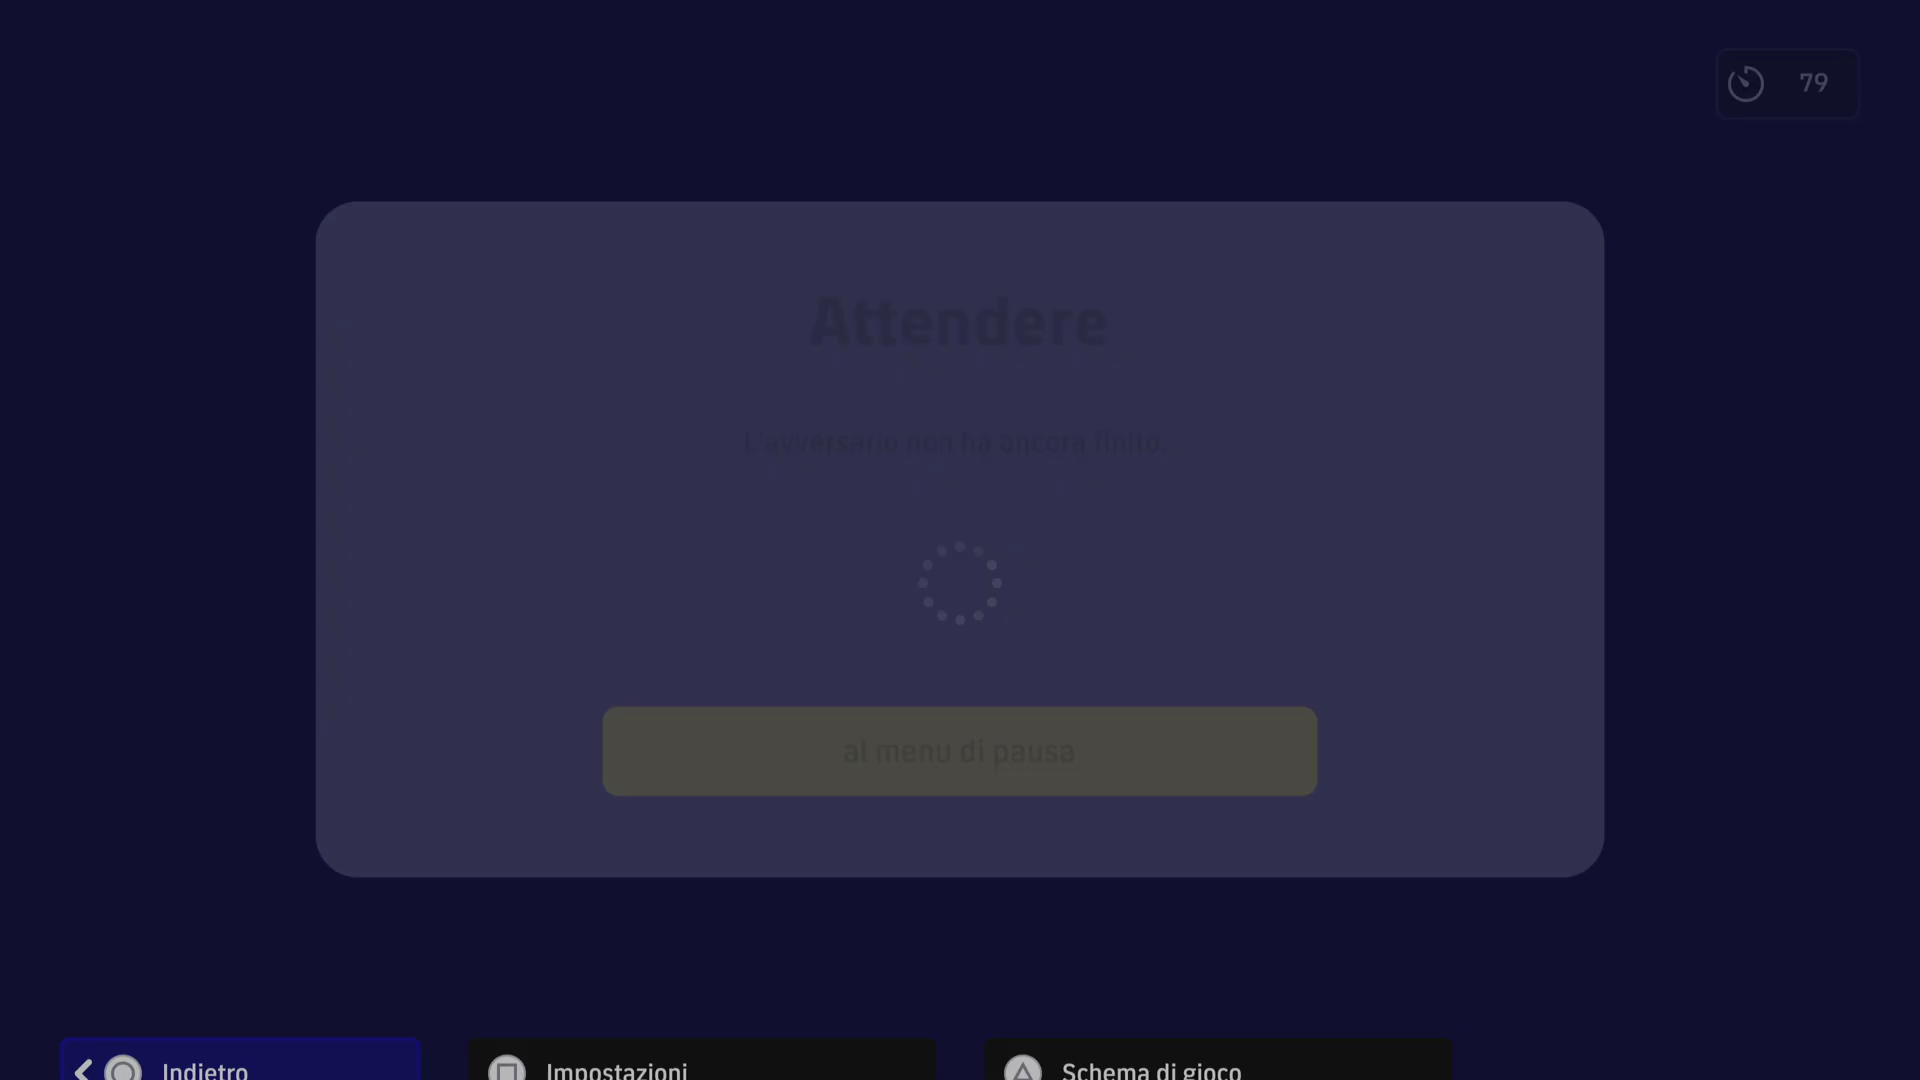 79
Attendere
L'avversario non ha ancora finito.
al menu di pausa
Indietro
Impostazioni
Schema di gioco